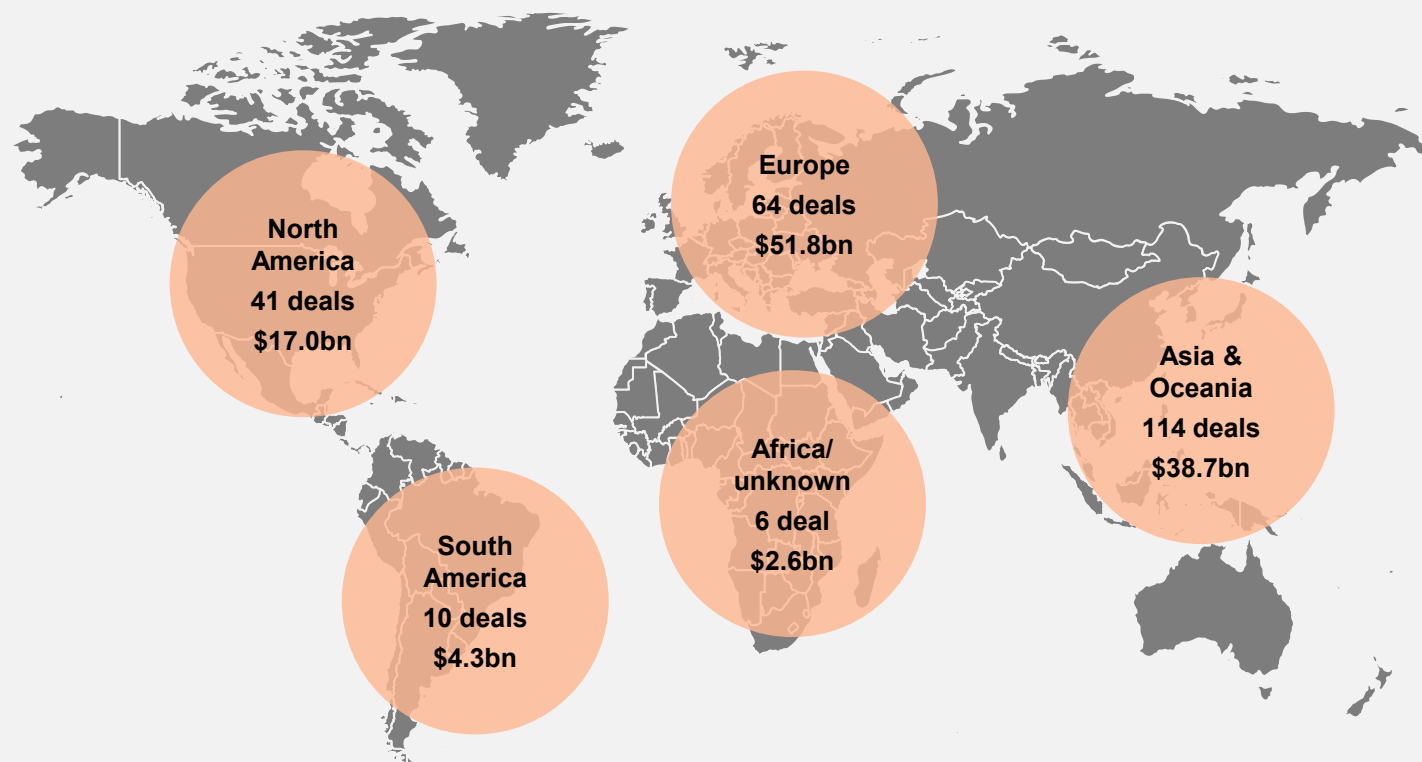 North
America
41 deals
$17.0bn
Europe
64 deals
$51.8bn
Asia &
Oceania
114 deals
$38.7bn
Africa/
unknown
6 deal
$2.6bn
South
America
10 deals
$4.3bn